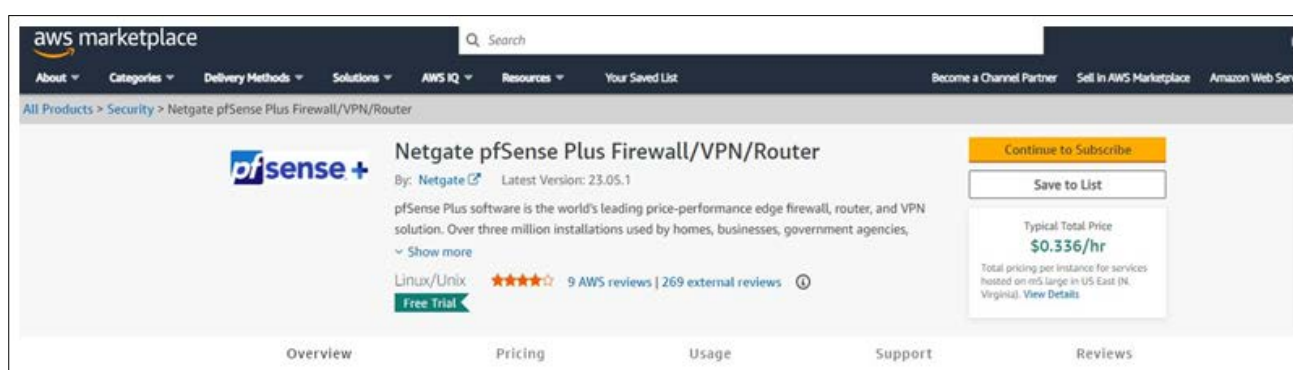 aws marketplace
Search
About Categories Delivery Methods Solutions AWS IQ Resources Your Saved List Become a Channel Partner Sell in AWS Marketplace Amazon Web Ser
All Products > Security > Netgate pfSense Plus Firewall/VPN/Router
pfsense +
Netgate pfSense Plus Firewall/VPN/Router
By: Netgate Latest Version: 23.05.1
pfSense Plus software is the world's leading price-performance edge firewall, router, and VPN
solution. Over three million installations used by homes, businesses, government agencies,
Show more
Linux/Unix 9 AWS reviews | 269 external reviews
Free Trial
Continue to Subscribe
Save to List
Typical Total Price
$0.336/hr
Total pricing per instance for services
hosted on m5.large in US East (N.
Virginia). View Details
Overview Pricing Usage Support Reviews